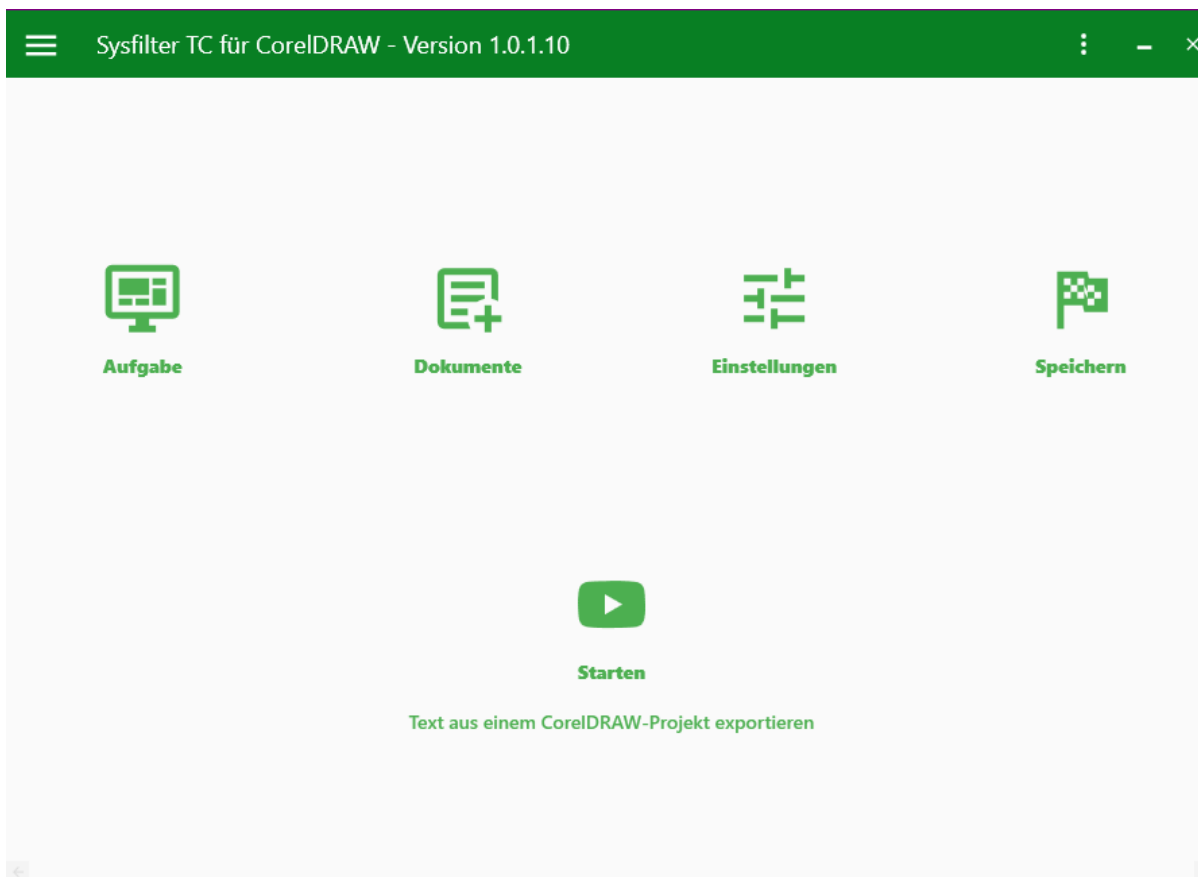 Sysfilter TC für CorelDRAW - Version 1.0.1.10
Aufgabe
Dokumente
Einstellungen
Speichern
Starten
Text aus einem CorelDRAW-Projekt exportieren